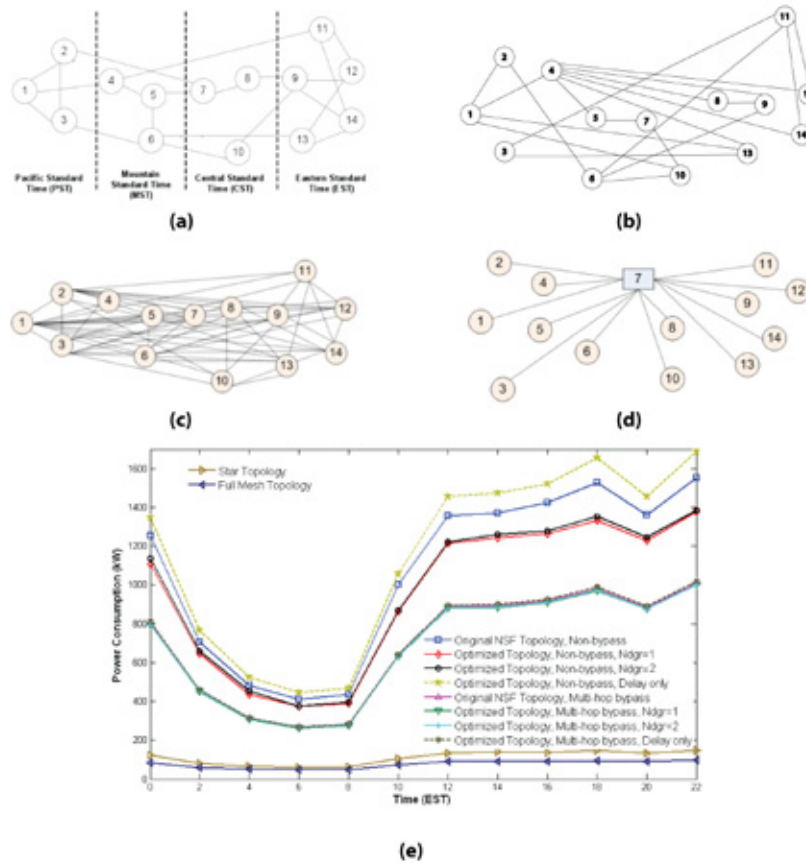 2
11
4
9
12
1
5
7
8
3
14
6
13
10
Pacific Standard
Time (PST)
Mountain
Standard Time
(MST)
Central Standard
Time (CST)
Eastern Standard
Time (EST)
(a)
11
2
4
8
9
1
5
7
14
3
13
6
10
(b)
11
2
4
8
12
1
5
7
9
3
6
13
14
10
(c)
2
7
11
4
12
9
1
5
8
14
6
13
3
10
(d)
Star Topology
Full Mesh Topology
Original NSF Topology, Non-bypass
Optimized Topology, Non-bypass, Ndgr=1
Optimized Topology, Non-bypass, Ndgr=2
Optimized Topology, Non-bypass, Delay only
Original NSF Topology, Multi-hop bypass
Optimized Topology, Multi-hop bypass, Ndgr=1
Optimized Topology, Multi-hop bypass, Ndgr=2
Optimized Topology, Multi-hop bypass, Delay only
Power Consumption (kW)
1600
1400
1200
1000
800
600
400
200
0
0 2 4 6 8 10 12 14 16 18 20 22
Time (EST)
(e)